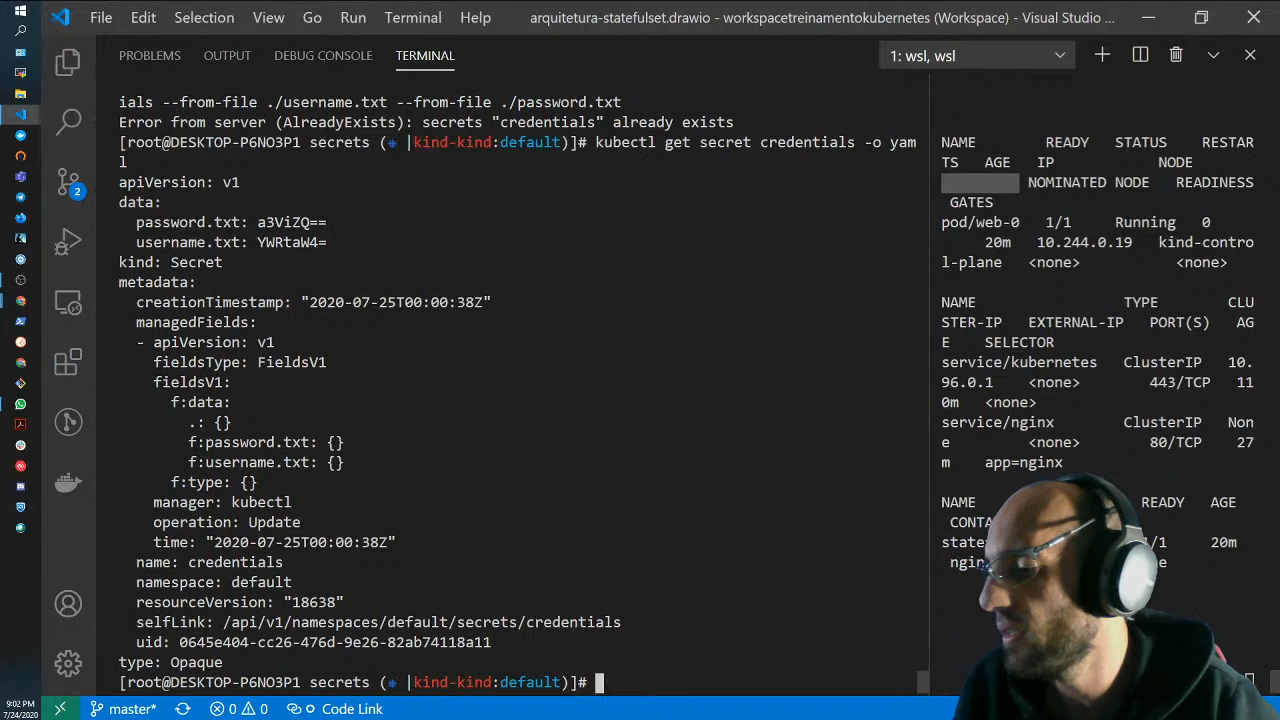 File Edit Selection View Go Run Terminal Help arquitetura-statefulset.drawio - workspacetreinamentokubernetes (Workspace) - Visual Studio ...
PROBLEMS OUTPUT DEBUG CONSOLE TERMINAL 1: wsl, wsl
ials --from-file ./username.txt --from-file ./password.txt
Error from server (AlreadyExists): secrets "credentials" already exists
[root@DESKTOP-P6NO3P1 secrets (⎈ |kind-kind:default)]# kubectl get secret credentials -o yam
l
apiVersion: v1
data:
password.txt: a3ViZQ==
username.txt: YWRtaW4=
kind: Secret
metadata:
creationTimestamp: "2020-07-25T00:00:38Z"
managedFields:
- apiVersion: v1
fieldsType: FieldsV1
fieldsV1:
f:data:
.: {}
f:password.txt: {}
f:username.txt: {}
f:type: {}
manager: kubectl
operation: Update
time: "2020-07-25T00:00:38Z"
name: credentials
namespace: default
resourceVersion: "18638"
selfLink: /api/v1/namespaces/default/secrets/credentials
uid: 0645e404-cc26-476d-9e26-82ab74118a11
type: Opaque
[root@DESKTOP-P6NO3P1 secrets (⎈ |kind-kind:default)]#
NAME READY STATUS RESTAR
TS AGE IP NODE
NOMINATED NODE READINESS
GATES
pod/web-0 1/1 Running 0
20m 10.244.0.19 kind-contro
l-plane <none> <none>
NAME TYPE CLU
STER-IP EXTERNAL-IP PORT(S) AG
E SELECTOR
service/kubernetes ClusterIP 10.
96.0.1 <none> 443/TCP 11
0m <none>
service/nginx ClusterIP Non
e <none> 80/TCP 27
m app=nginx
NAME READY AGE
CONTA
state 1/1 20m
ngin e
2
9:02 PM
7/24/2020
master* 0 0 Code Link